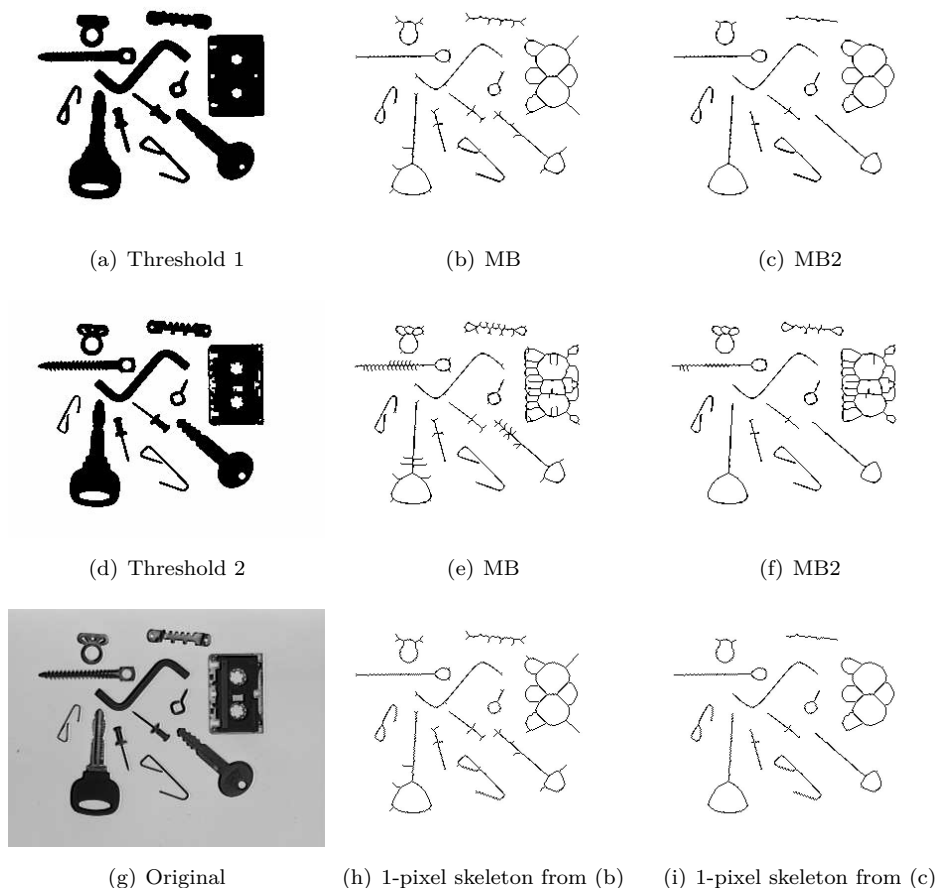 (a) Threshold 1
(b) MB
(c) MB2
(d) Threshold 2
(e) MB
(f) MB2
(g) Original
(h) 1-pixel skeleton from (b)
(i) 1-pixel skeleton from (c)